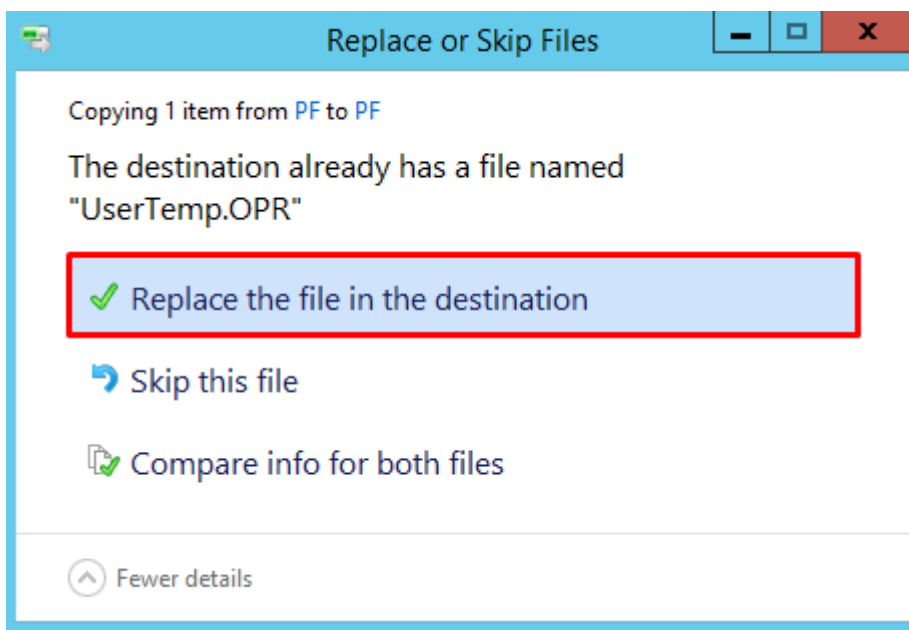 Replace or Skip Files
Copying 1 item from PF to PF
The destination already has a file named
"UserTemp.OPR"
Replace the file in the destination
Skip this file
Compare info for both files
Fewer details